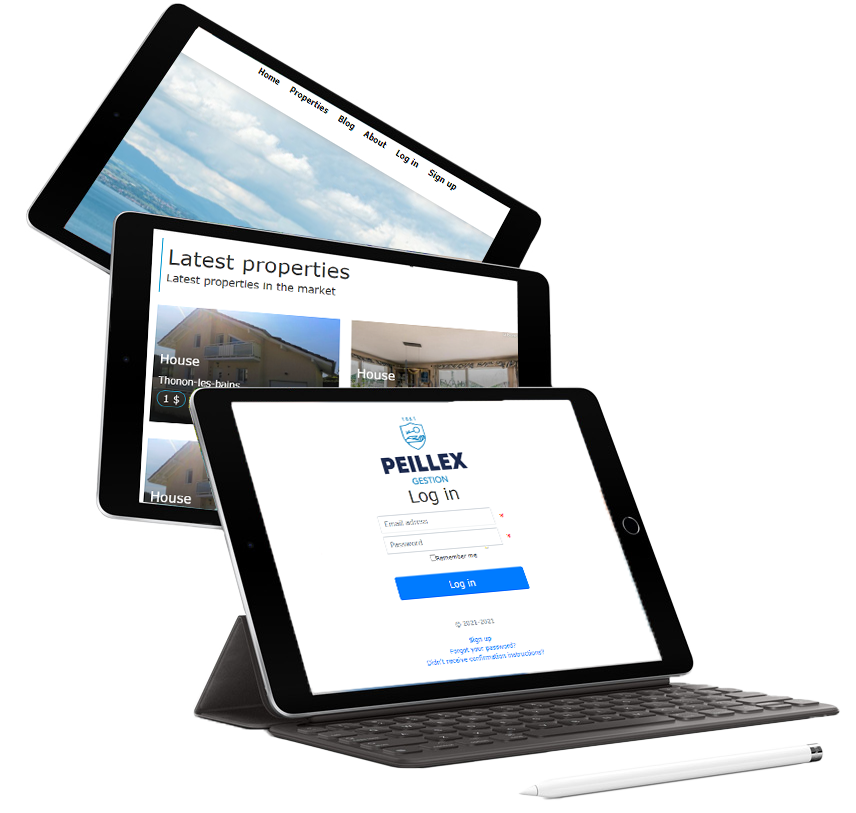 Home Properties Blog About Log in Sign up
Latest properties
Latest properties in the market
House
Thonon-les-bains
1 $
House
House
PEILLEX
GESTION
Log in
Email adress
Password
Remember me
Log in
© 2021-2021
Sign up
Forgot your password?
Didn't receive confirmation instructions?